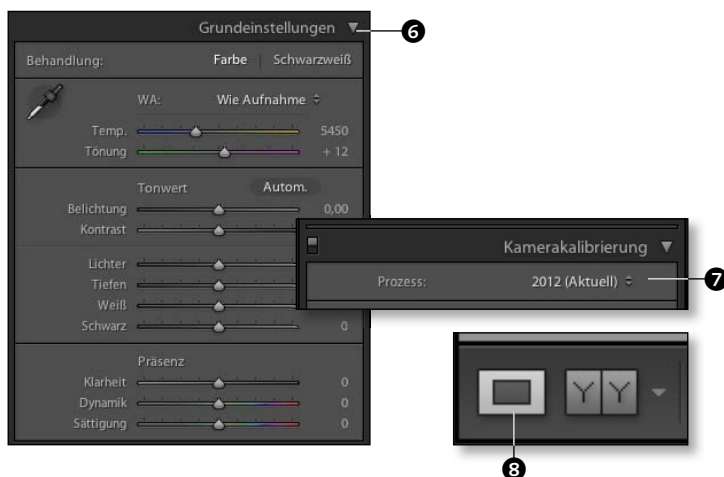 Grundeinstellungen
6
Behandlung: Farbe Schwarzweiß
WA: Wie Aufnahme
Temp. 5450
Tönung + 12
Tonwert Autom.
Belichtung 0,00
Kontrast
Lichter
Tiefen
Weiß
Schwarz 0
Kamerakalibrierung
Prozess: 2012 (Aktuell)
7
Präsenz
Klarheit 0
Dynamik 0
Sättigung 0
Y Y
8